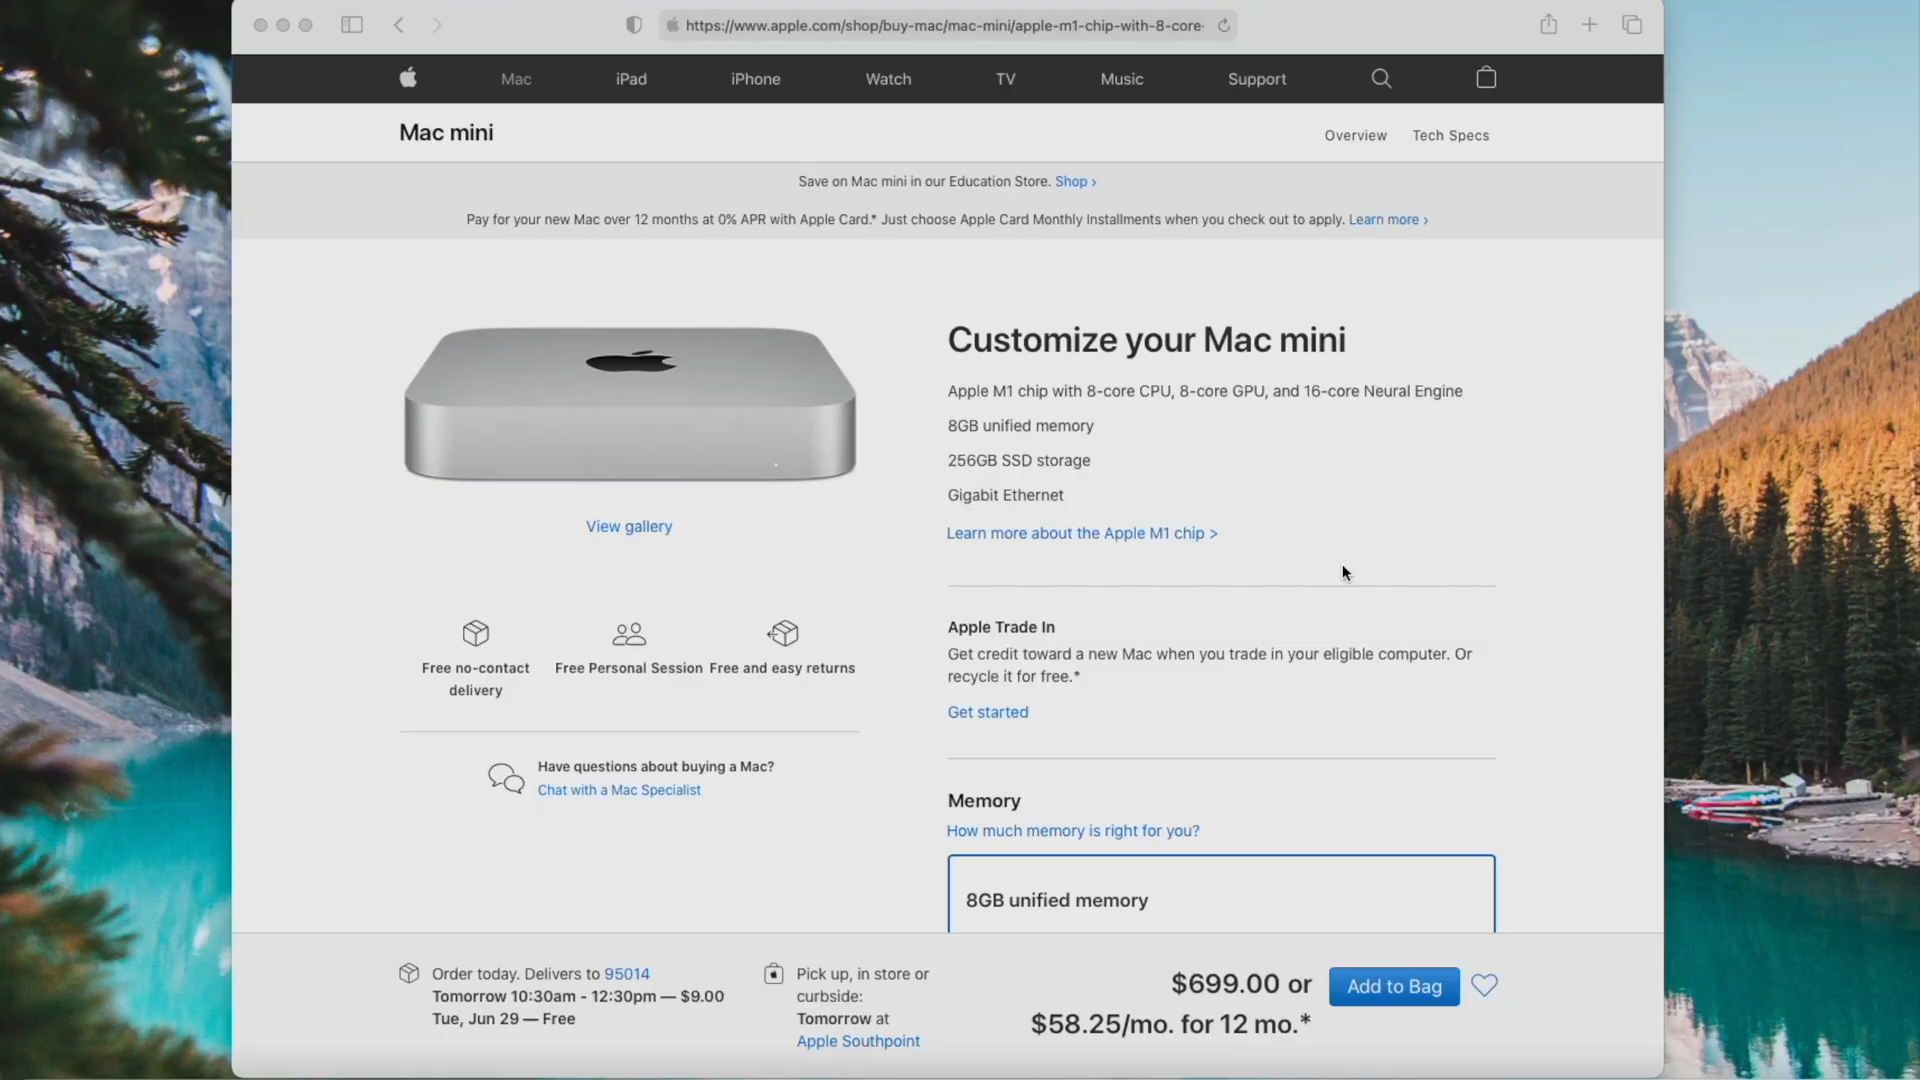 https://www.apple.com/shop/buy-mac/mac-mini/apple-m1-chip-with-8-core-
Mac
iPad
iPhone
Watch
TV
Music
Support
Mac mini
Overview
Tech Specs
Save on Mac mini in our Education Store. Shop ›
Pay for your new Mac over 12 months at 0% APR with Apple Card.* Just choose Apple Card Monthly Installments when you check out to apply. Learn more ›
View gallery
Free no-contact
delivery
Free Personal Session
Free and easy returns
Have questions about buying a Mac?
Chat with a Mac Specialist
Customize your Mac mini
Apple M1 chip with 8-core CPU, 8-core GPU, and 16-core Neural Engine
8GB unified memory
256GB SSD storage
Gigabit Ethernet
Learn more about the Apple M1 chip >
Apple Trade In
Get credit toward a new Mac when you trade in your eligible computer. Or
recycle it for free.*
Get started
Memory
How much memory is right for you?
8GB unified memory
Order today. Delivers to 95014
Tomorrow 10:30am - 12:30pm — $9.00
Tue, Jun 29 — Free
Pick up, in store or
curbside:
Tomorrow at
Apple Southpoint
$699.00 or
$58.25/mo. for 12 mo.*
Add to Bag